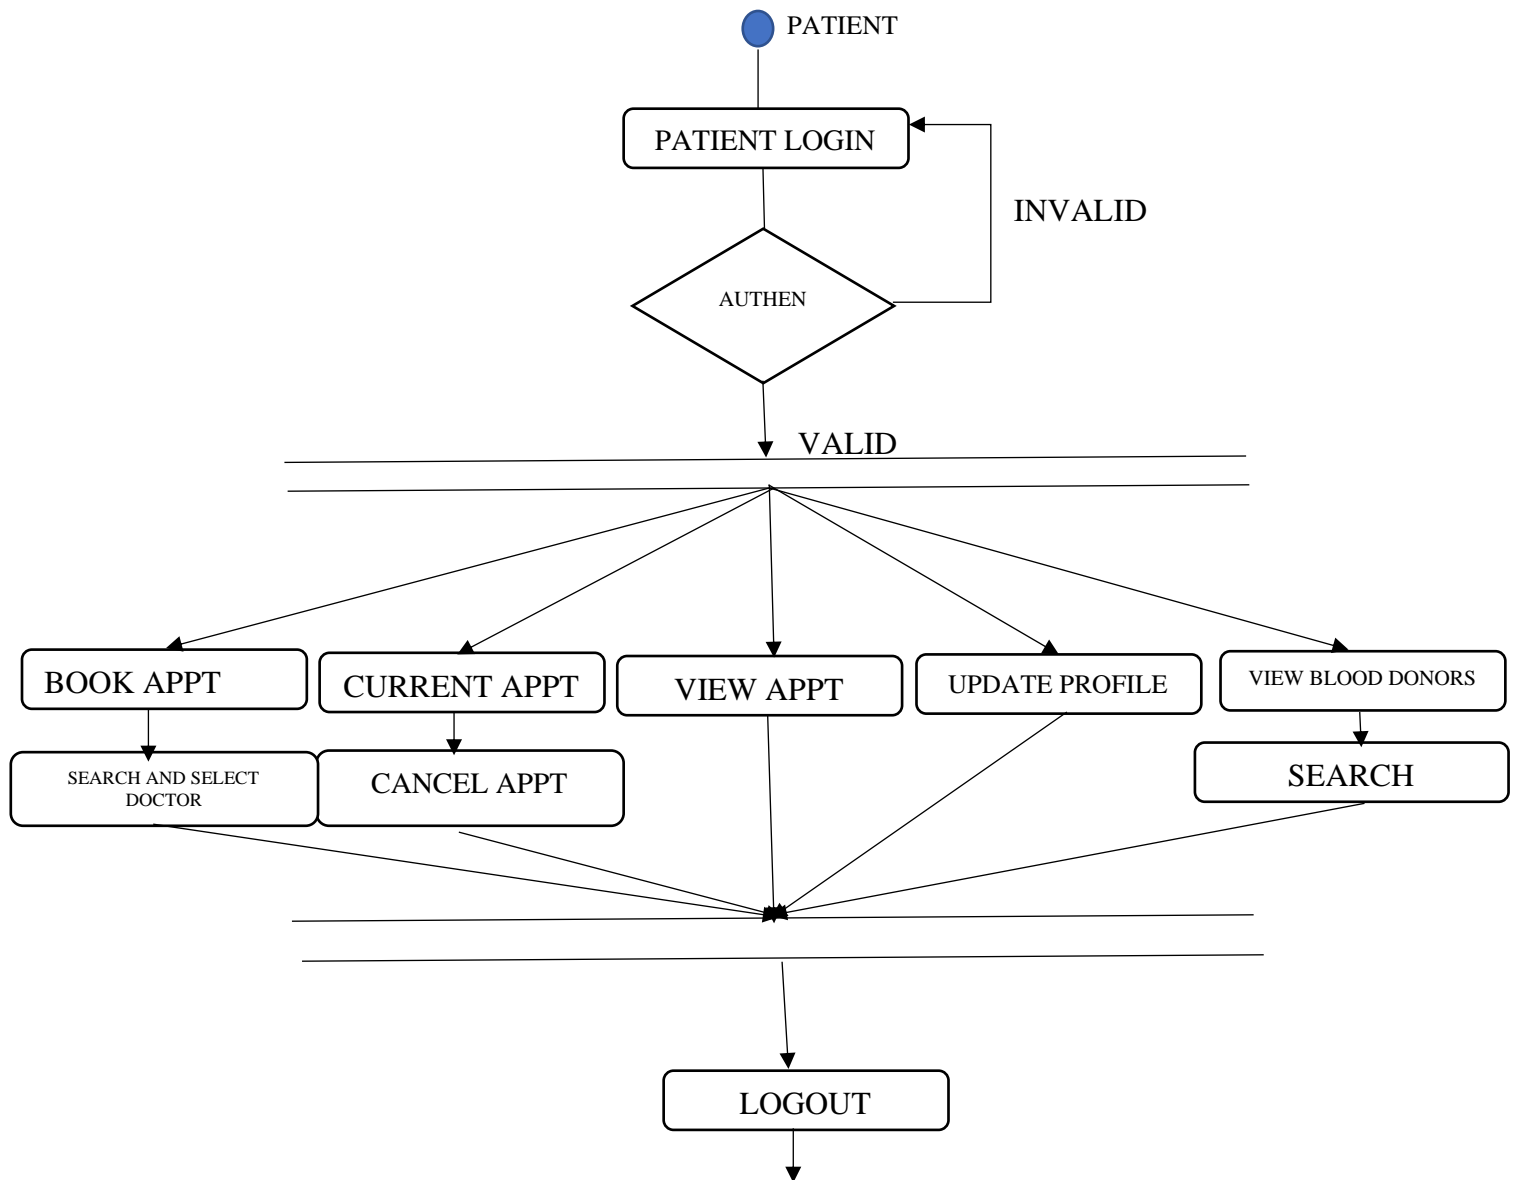 PATIENT
PATIENT LOGIN
INVALID
AUTHEN
VALID
BOOK APPT
CURRENT APPT
VIEW APPT
UPDATE PROFILE
VIEW BLOOD DONORS
SEARCH AND SELECT
DOCTOR
CANCEL APPT
SEARCH
LOGOUT